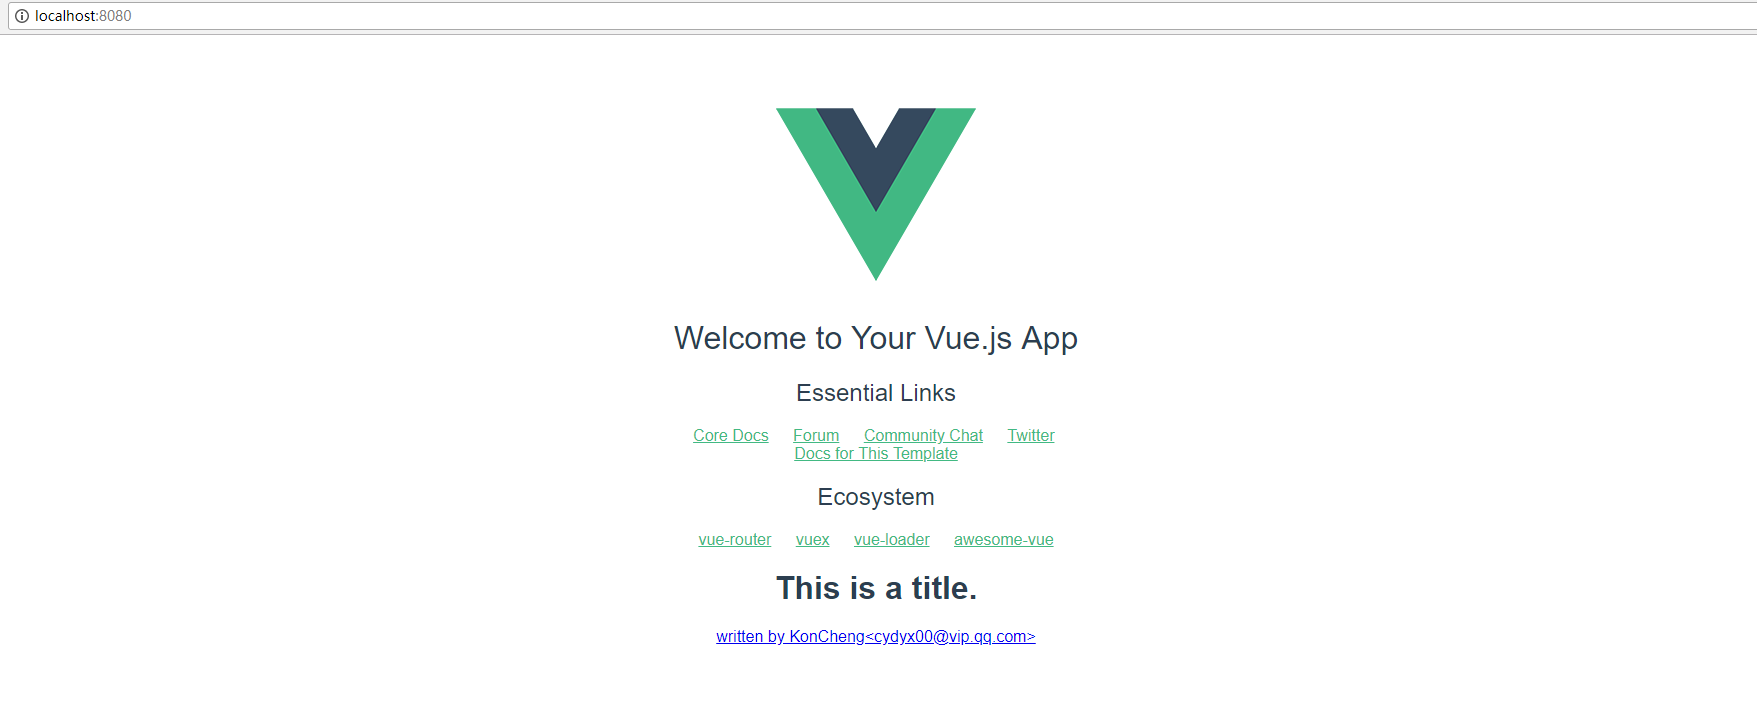 localhost:8080
Welcome to Your Vue.js App
Essential Links
Core Docs Forum Community Chat Twitter
Docs for This Template
Ecosystem
vue-router vuex vue-loader awesome-vue
This is a title.
written by KonCheng<cydyx00@vip.qq.com>